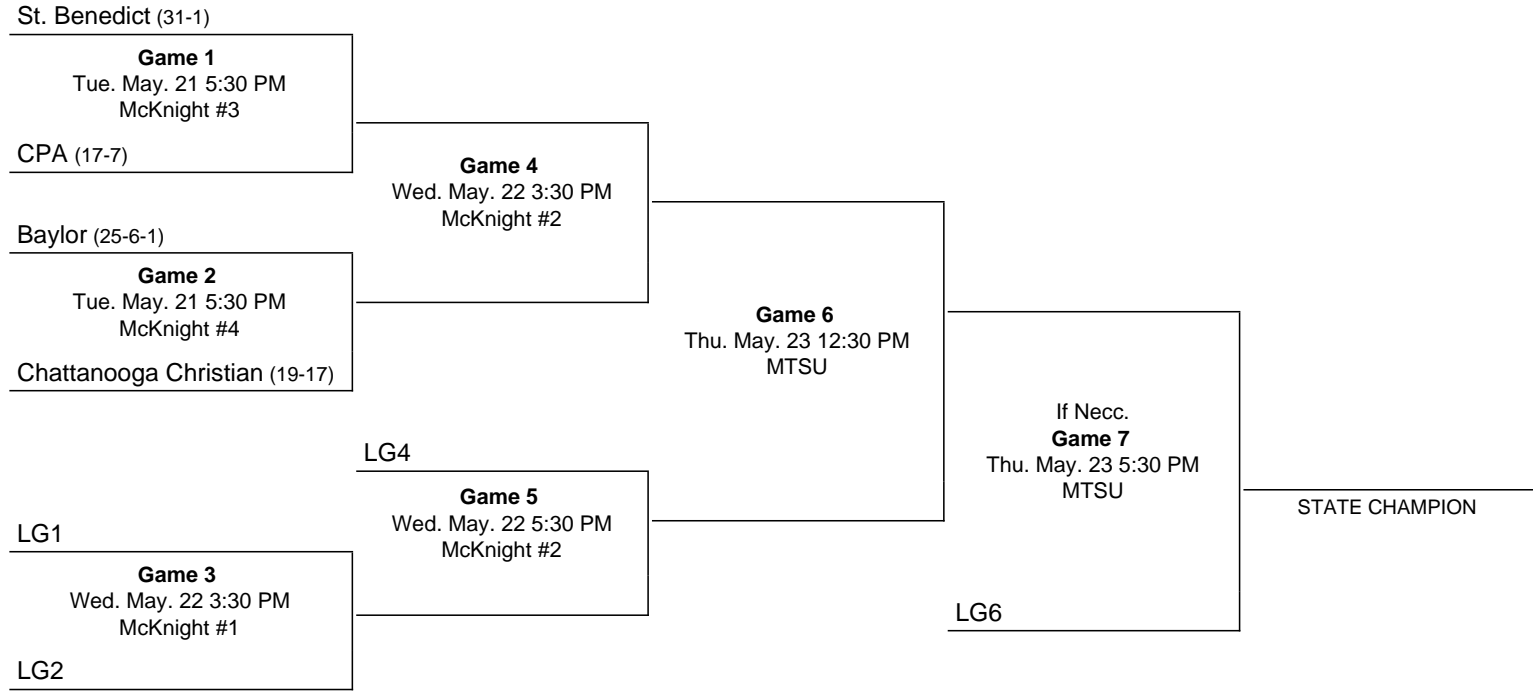 St. Benedict (31-1)
Game 1
Tue. May. 21 5:30 PM
McKnight #3
CPA (17-7)
Baylor (25-6-1)
Game 2
Tue. May. 21 5:30 PM
McKnight #4
Chattanooga Christian (19-17)
LG1
Game 3
Wed. May. 22 3:30 PM
McKnight #1
LG2
Game 4
Wed. May. 22 3:30 PM
McKnight #2
LG4
Game 5
Wed. May. 22 5:30 PM
McKnight #2
Game 6
Thu. May. 23 12:30 PM
MTSU
If Necc.
Game 7
Thu. May. 23 5:30 PM
MTSU
LG6
STATE CHAMPION